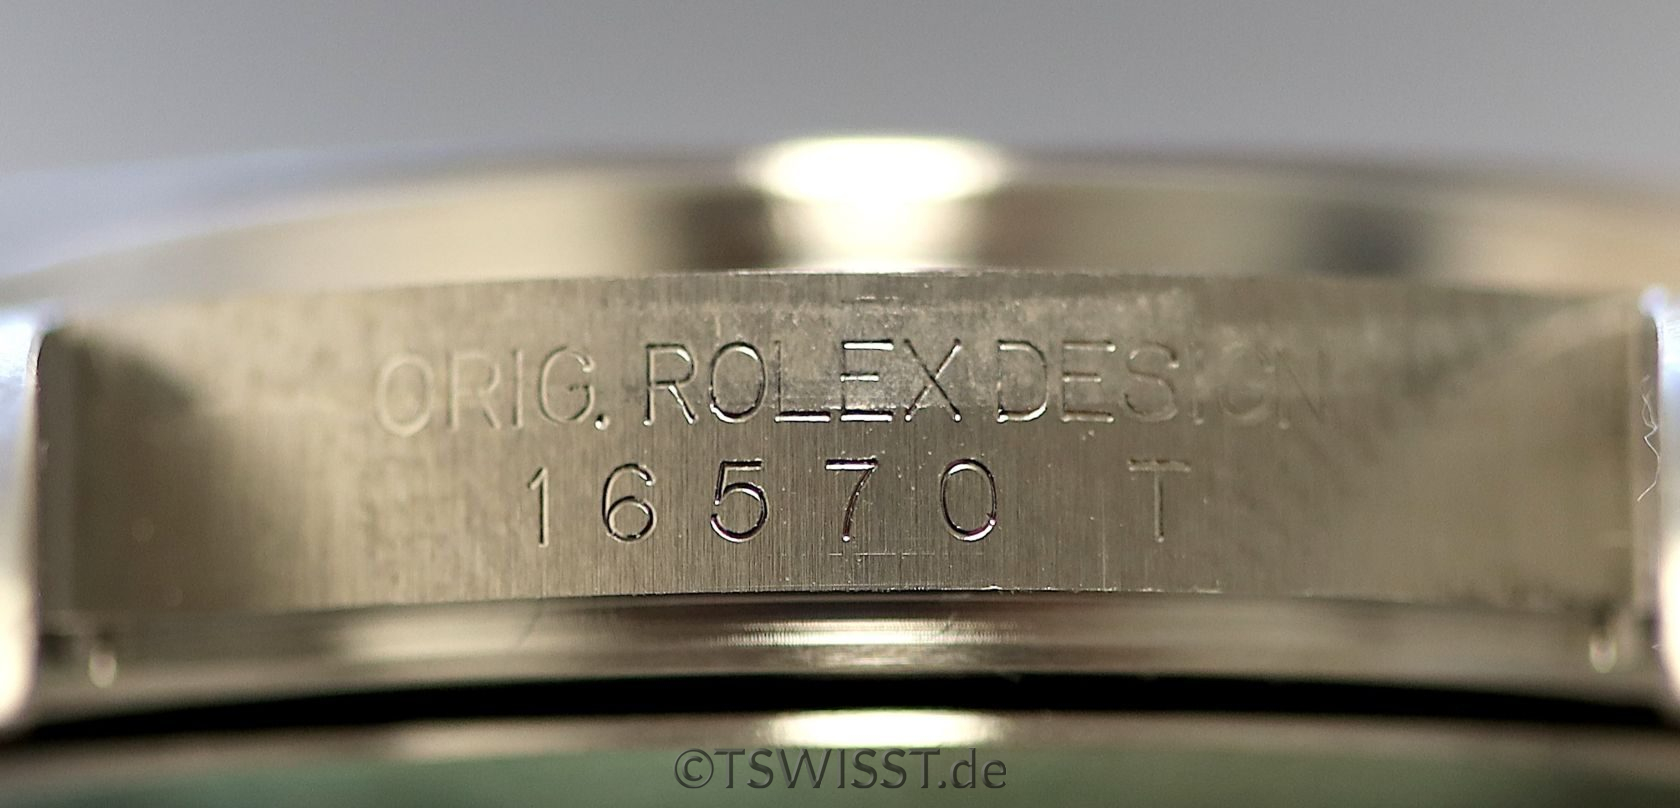 ORIG. ROLEX DESIGN
16570 T
©TSWISST.de